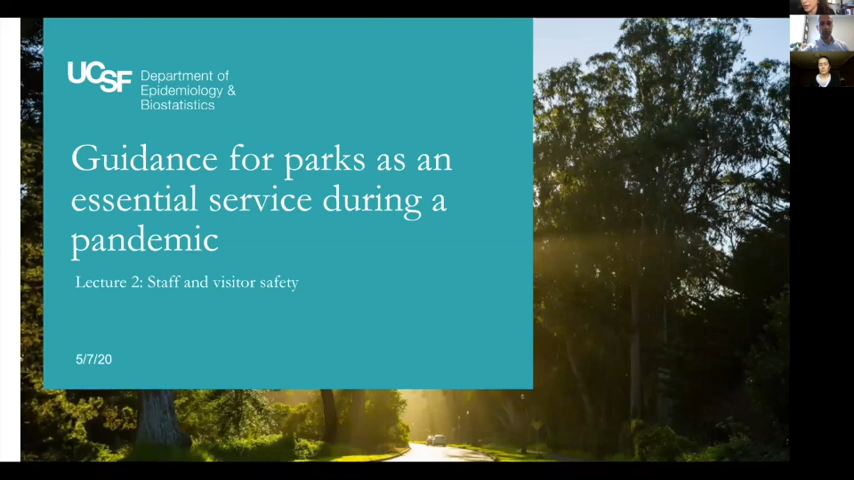 UCSF
Department of
Epidemiology &
Biostatistics
Guidance for parks as an
essential service during a
pandemic
Lecture 2: Staff and visitor safety
5/7/20